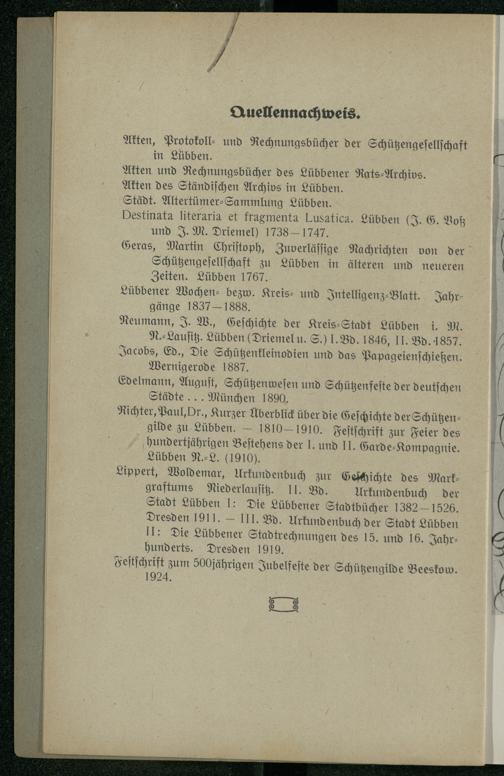 Quellennachweis.
Akten, Protokoll- und Rechnungsbücher der Schützengesellschaft
in Lübben.
Akten und Rechnungsbücher des Lübbener Rats-Archivs.
Akten des Ständischen Archivs in Lübben.
Städt. Altertümer-Sammlung Lübben.
Destinata literaria et fragmenta Lusatica. Lübben (J. G. Voß
und J. M. Driemel) 1738—1747.
Geras, Martin Christoph, Zuverlässige Nachrichten von der
Schützengesellschaft zu Lübben in älteren und neueren
Zeiten. Lübben 1767.
Lübbener Wochen- bezw. Kreis- und Intelligenz-Blatt. Jahr-
gänge 1837—1888.
Neumann, J. W., Geschichte der Kreis-Stadt Lübben i. M.
N.-Lausitz. Lübben (Driemel u. S.) I. Bd. 1846, II. Bd. 1857.
Jacobs, Ed., Die Schützenkleinodien und das Papageienschießen.
Wernigerode 1887.
Edelmann, August, Schützenwesen und Schützenfeste der deutschen
Städte . . . München 1890.
Richter, Paul, Dr., Kurzer Überblick über die Geschichte der Schützen-
gilde zu Lübben. — 1810—1910. Festschrift zur Feier des
hundertjährigen Bestehens der I. und II. Garde-Kompagnie.
Lübben N.-L. (1910).
Lippert, Woldemar, Urkundenbuch zur Geschichte des Mark-
graftums Niederlausitz. II. Bd. Urkundenbuch der
Stadt Lübben I: Die Lübbener Stadtbücher 1382—1526.
Dresden 1911. — III. Bd. Urkundenbuch der Stadt Lübben
II: Die Lübbener Stadtrechnungen des 15. und 16. Jahr-
hunderts. Dresden 1919.
Festschrift zum 500jährigen Jubelfeste der Schützengilde Beeskow.
1924.